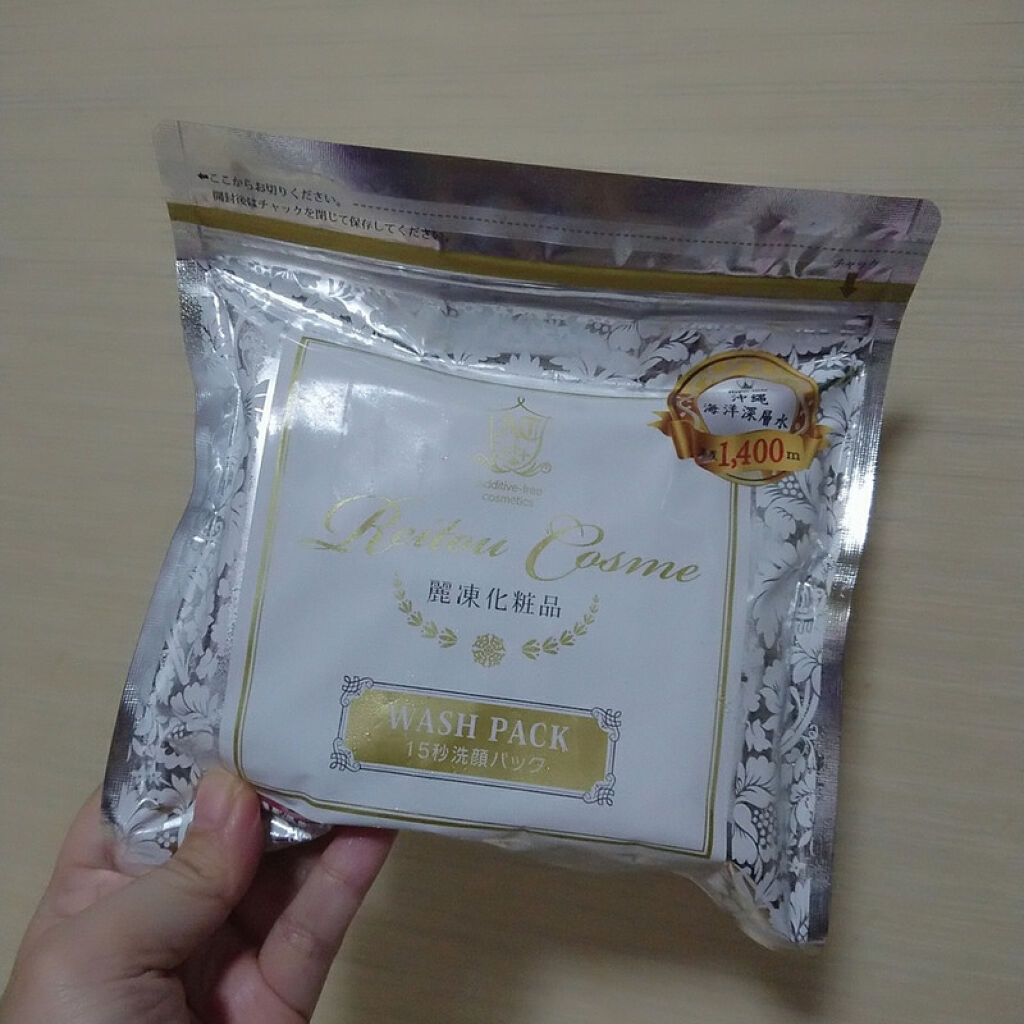 ←ここからお切りください。
開封後はチャックを閉じて保存してください。
チャック
沖縄
海洋深層水
1,400m
additive-free
cosmetics
Reitou Cosme
麗凍化粧品
WASH PACK
15秒洗顔パック